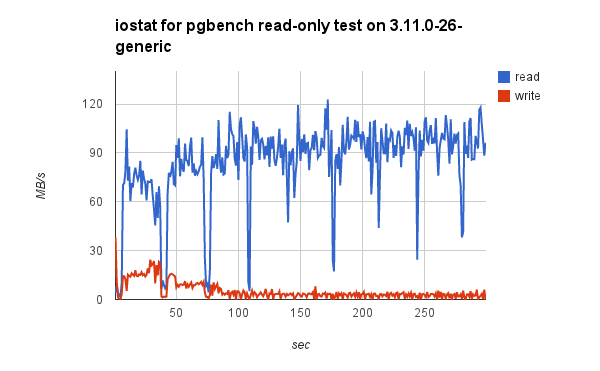 iostat for pgbench read-only test on 3.11.0-26-
generic
read
write
120
90
60
30
0
MB/s
50
100
150
200
250
sec